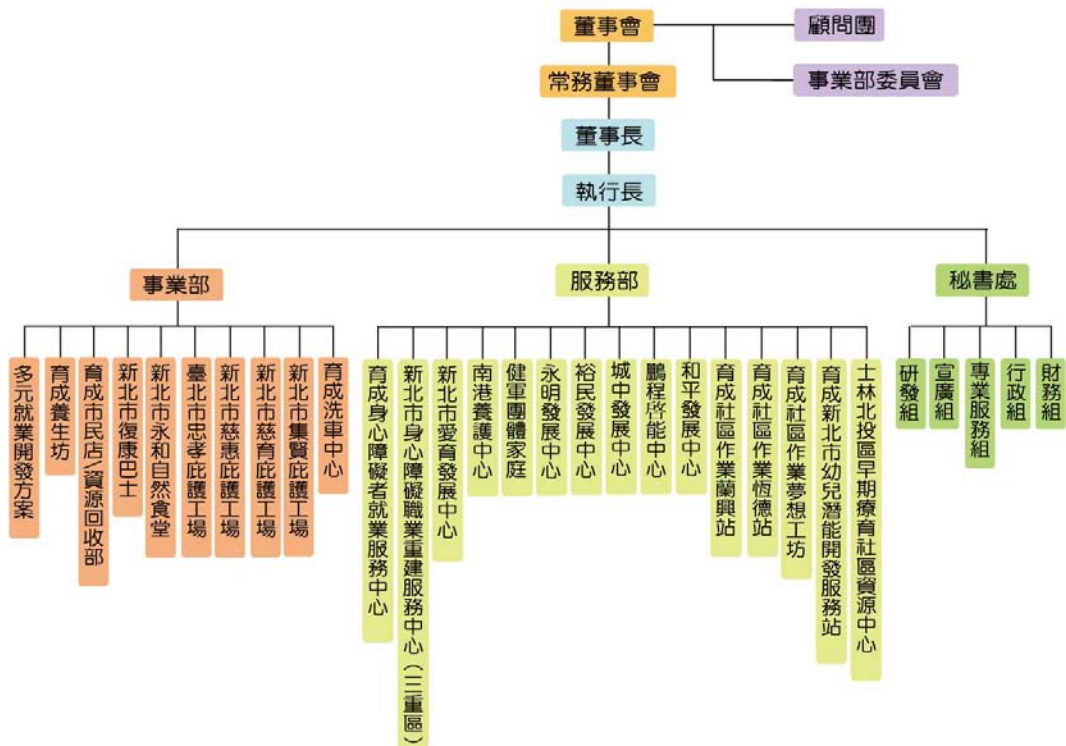 董事會
顧問團
常務董事會
事業部委員會
董事長
執行長
事業部
服務部
秘書處
多元就業開發方案
育成養生坊
育成市民店/資源回收部
新北市復康巴士
新北市永和自然食堂
臺北市忠孝庇護工場
新北市慈惠庇護工場
新北市慈育庇護工場
新北市集賢庇護工場
育成洗車中心
育成身心障礙者就業服務中心
新北市身心障礙職業重建服務中心（三重區）
新北市愛育發展中心
南港養護中心
健軍團體家庭
永明發展中心
裕民發展中心
城中發展中心
鵬程啓能中心
和平發展中心
育成社區作業蘭興站
育成社區作業恆德站
育成社區作業夢想工坊
育成新北市幼兒潛能開發服務站
士林北投區早期療育社區資源中心
研發組
宣廣組
專業服務組
行政組
財務組